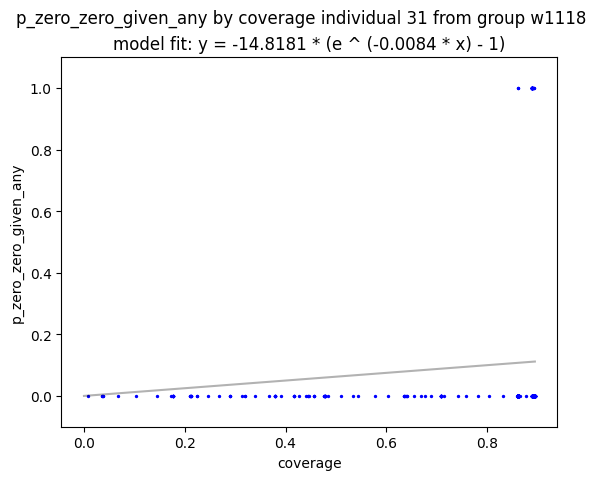 p_zero_zero_given_any by coverage individual 31 from group w1118
model fit: y = -14.8181 * (e ^ (-0.0084 * x) - 1)
p_zero_zero_given_any
1.0
0.8
0.6
0.4
0.2
0.0
0.0 0.2 0.4 0.6 0.8
coverage